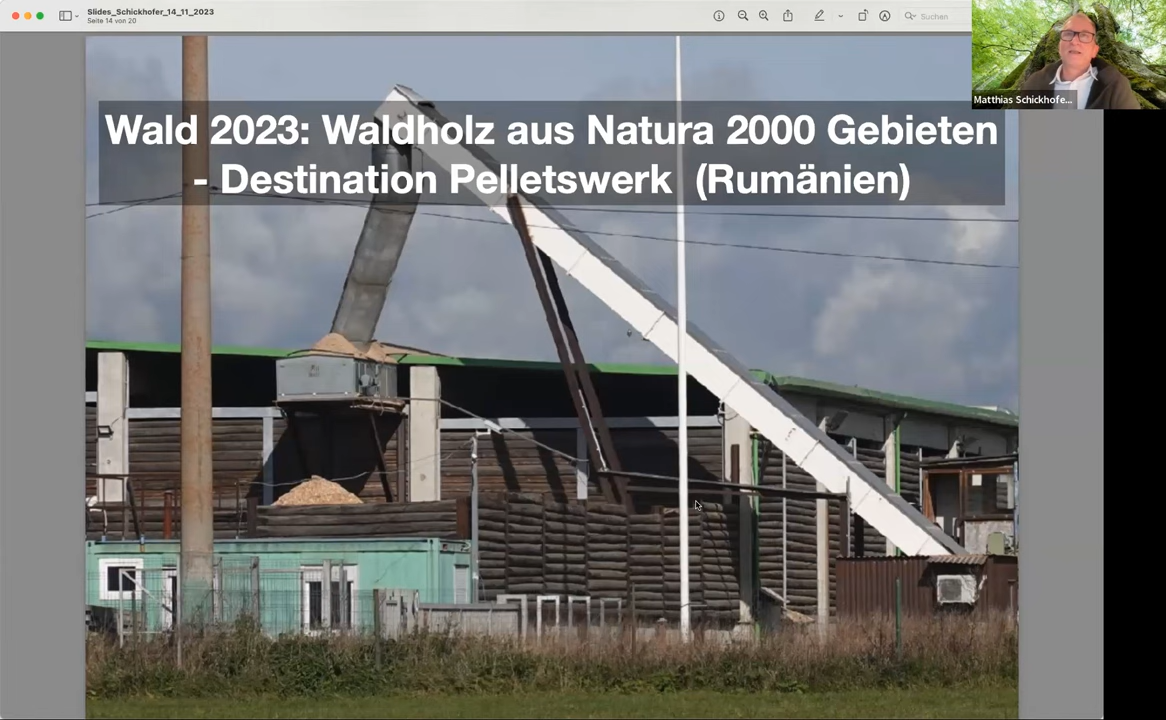 Slides_Schickhofer_14_11_2023
Seite 14 von 20
Suchen
Matthias Schickhofe...
Wald 2023: Waldholz aus Natura 2000 Gebieten
- Destination Pelletswerk (Rumänien)